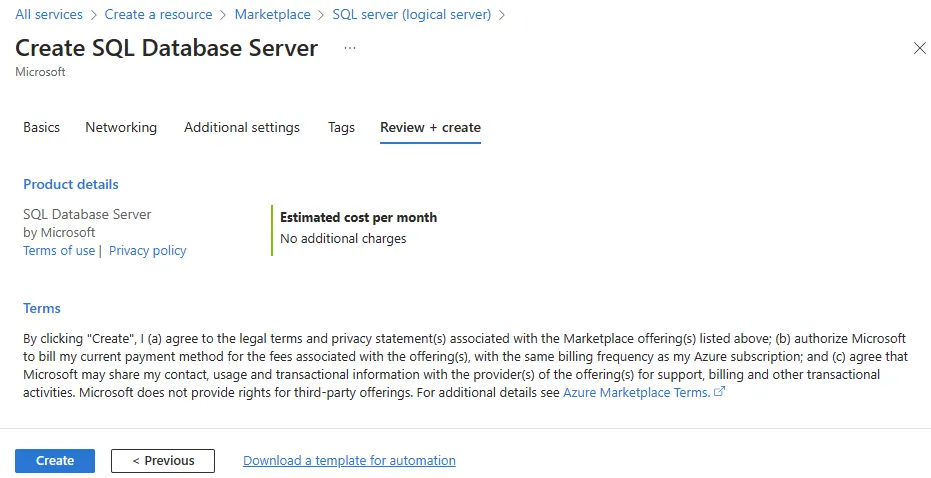 All services > Create a resource > Marketplace > SQL server (logical server) >
Create SQL Database Server ...
Microsoft
Basics Networking Additional settings Tags Review + create
Product details
SQL Database Server
by Microsoft
Terms of use | Privacy policy
Estimated cost per month
No additional charges
Terms
By clicking "Create", I (a) agree to the legal terms and privacy statement(s) associated with the Marketplace offering(s) listed above; (b) authorize Microsoft
to bill my current payment method for the fees associated with the offering(s), with the same billing frequency as my Azure subscription; and (c) agree that
Microsoft may share my contact, usage and transactional information with the provider(s) of the offering(s) for support, billing and other transactional
activities. Microsoft does not provide rights for third-party offerings. For additional details see Azure Marketplace Terms.
Create < Previous Download a template for automation